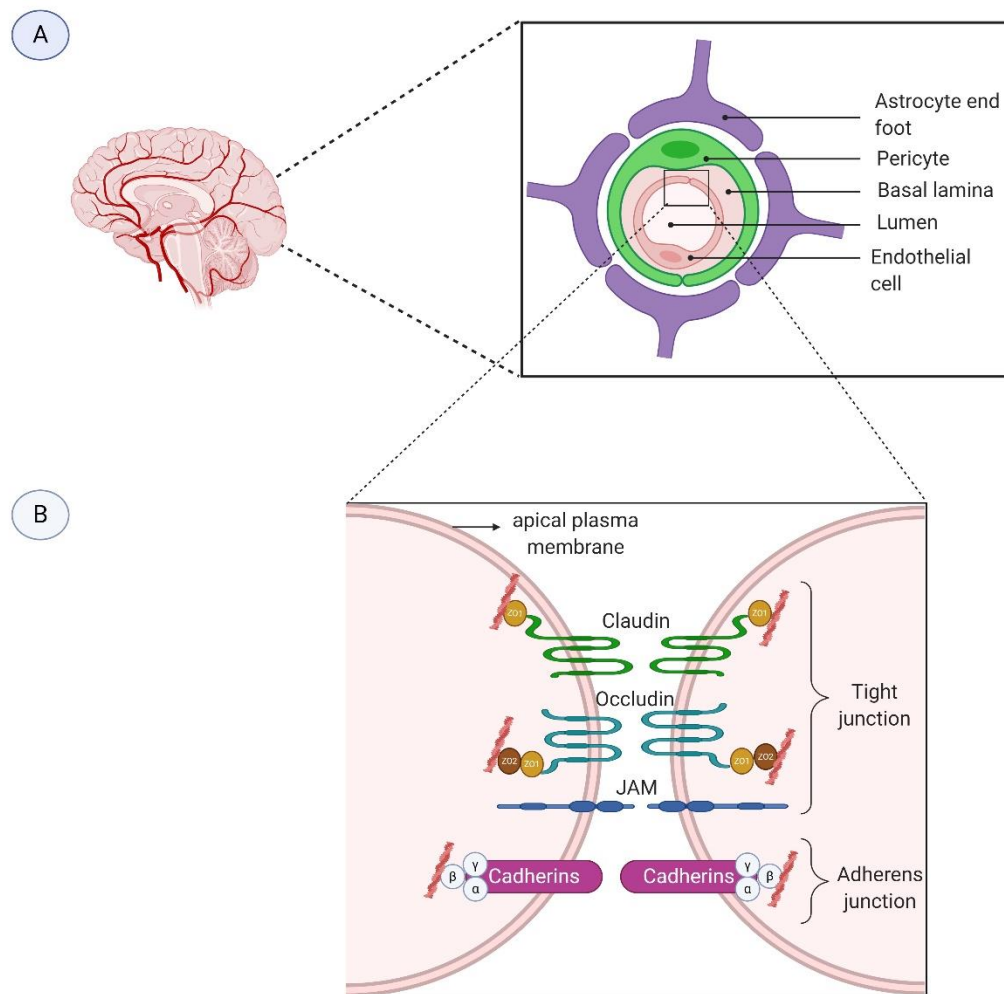 A
Astrocyte end
foot
Pericyte
Basal lamina
Lumen
Endothelial
cell
B
apical plasma
membrane
ZO1
Claudin
ZO1
Occludin
Tight
junction
ZO2 ZO1
ZO1 ZO2
JAM
γ
β
α
Cadherins
Cadherins
γ
β
α
Adherens
junction